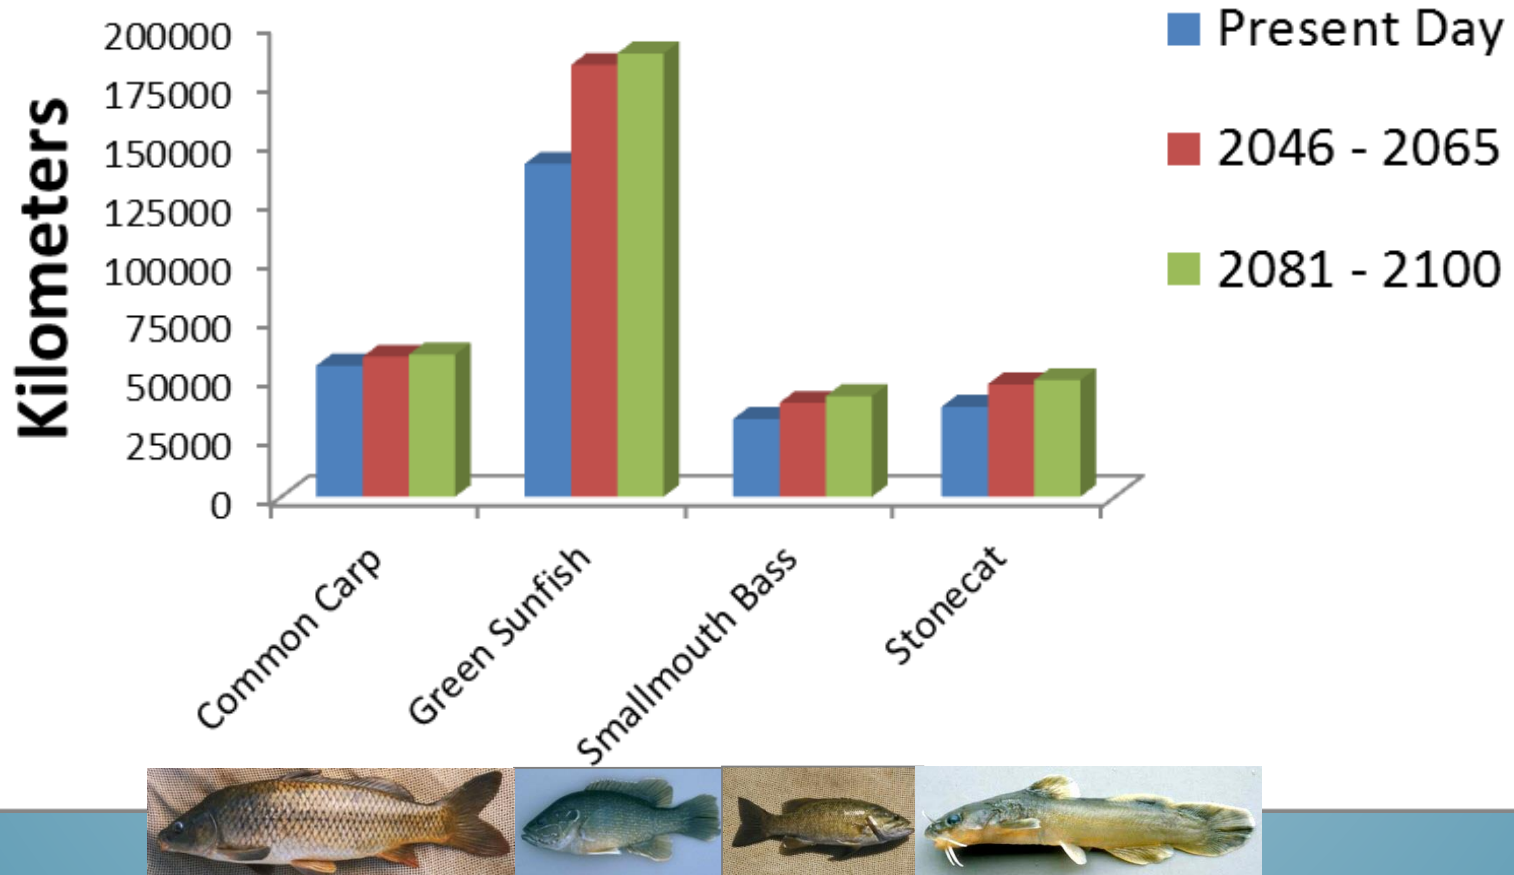 Kilometers
200000
175000
150000
125000
100000
75000
50000
25000
0
Common Carp
Green Sunfish
Smallmouth Bass
Stonecat
Present Day
2046 - 2065
2081 - 2100